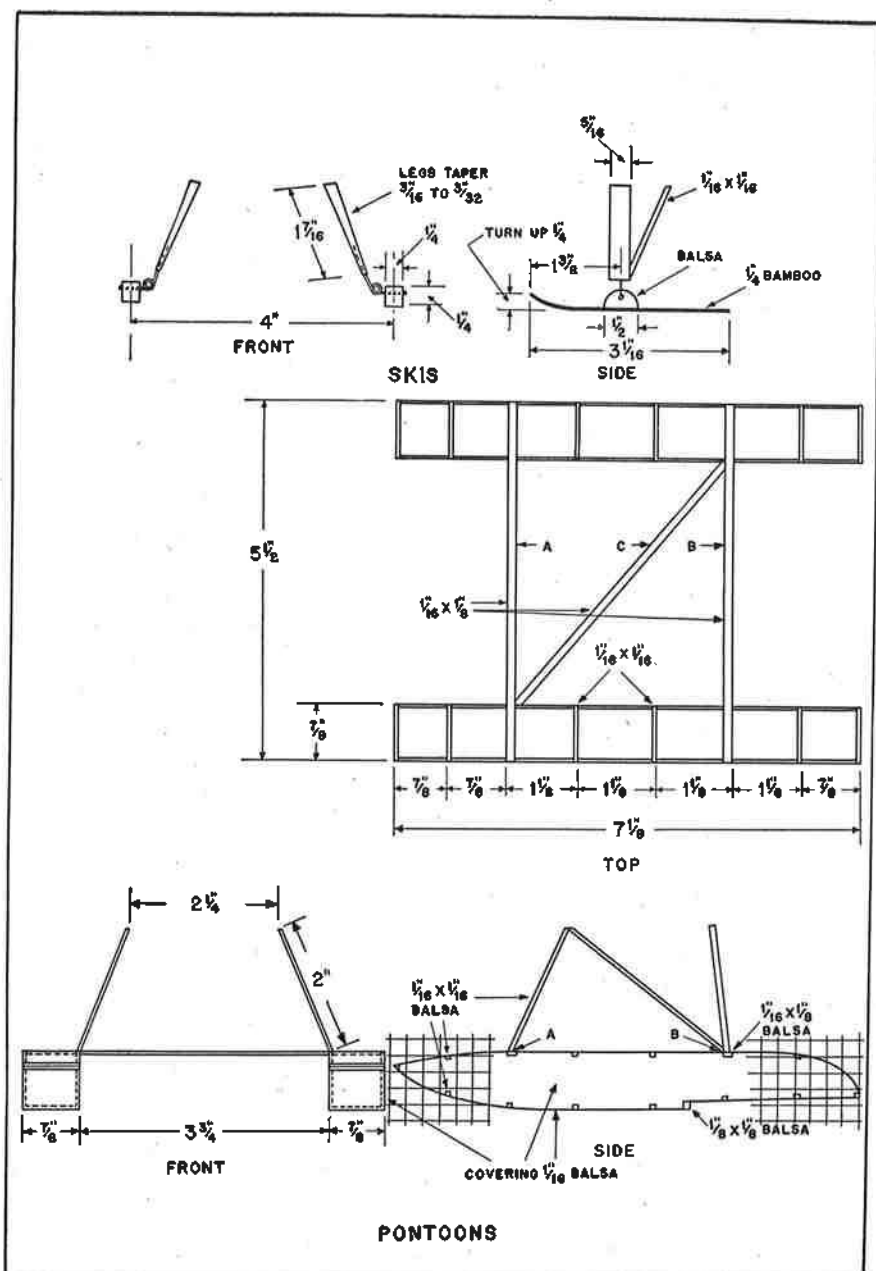 5/16"
LEGS TAPER
3/16" TO 3/32"
1/16" x 1/16"
1 7/16"
1/4"
TURN UP 1/4"
1 3/8"
BALSA
1/4" BAMBOO
1/4"
4"
1/2"
3 1/16"
FRONT
SIDE
SKIS
5 1/2"
A
C
B
1/16" x 1/8"
1/16" x 1/16"
7/8"
7/8"
7/8"
1 1/8"
1 1/8"
1 1/8"
7/8"
7 1/8"
TOP
2 1/4"
2"
1/16" x 1/16"
BALSA
A
B
1/16" x 1/8"
BALSA
7/8"
3 3/4"
7/8"
FRONT
SIDE
1/8" x 1/8" BALSA
COVERING 1/16" BALSA
PONTOONS